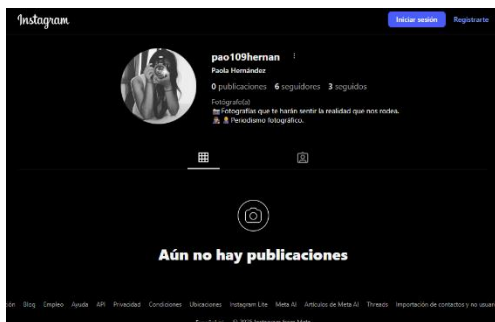 Instagram
Iniciar sesión
Registrarte
pao109hernan
Paola Hernández
0 publicaciones 6 seguidores 3 seguidos
Fotógrafo(a)
Fotografías que te harán sentir la realidad que nos rodea.
Periodismo fotográfico.
Aún no hay publicaciones
Blog Empleo Ayuda API Privacidad Condiciones Ubicaciones Instagram Lite Meta AI Artículos de Meta AI Threads Importación de contactos y no usuar